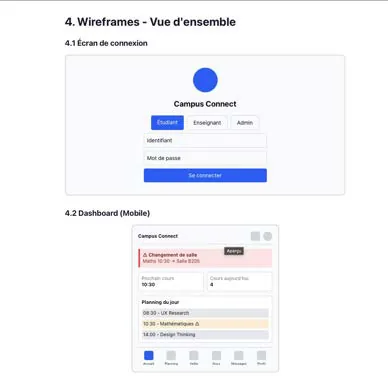 4. Wireframes - Vue d'ensemble
4.1 Écran de connexion
Campus Connect
Étudiant Enseignant Admin
Identifiant
Mot de passe
Se connecter
4.2 Dashboard (Mobile)
Campus Connect
Aperçu
⚠ Changement de salle
Maths 10:30 → Salle B205
Prochain cours
10:30
Cours aujourd'hui
4
Planning du jour
08:30 - UX Research
10:30 - Mathématiques ⚠
14:00 - Design Thinking
Accueil Planning Messages Profil